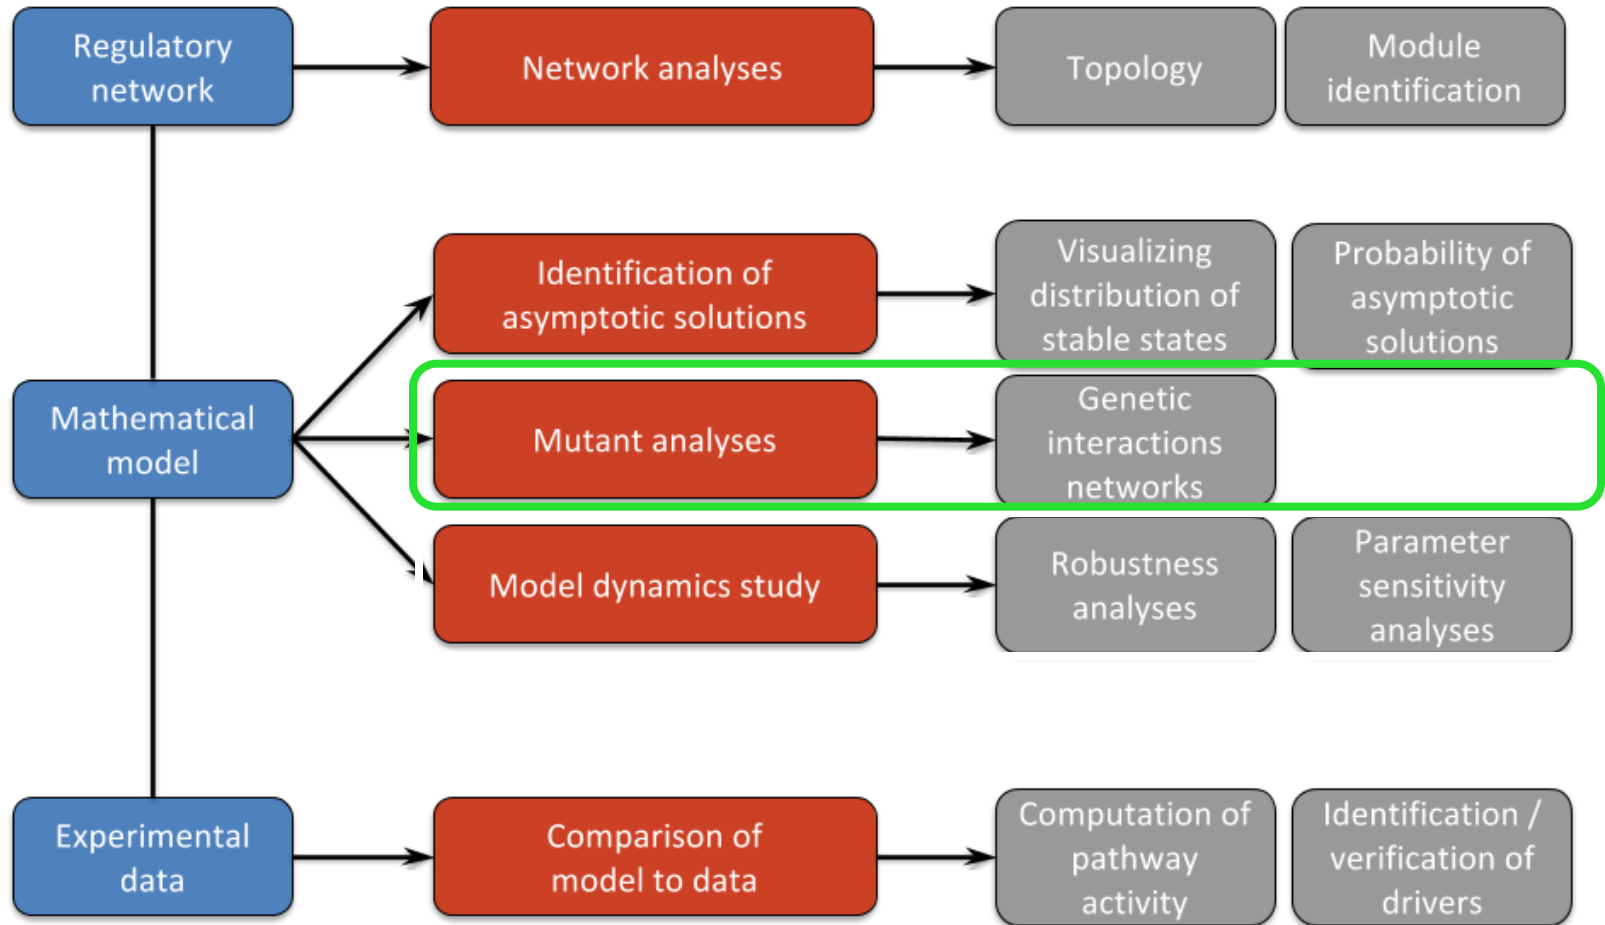 Regulatory
network
Network analyses
Topology
Module
identification
Identification of
asymptotic solutions
Visualizing
distribution of
stable states
Probability of
asymptotic
solutions
Mathematical
model
Mutant analyses
Genetic
interactions
networks
Model dynamics study
Robustness
analyses
Parameter
sensitivity
analyses
Experimental
data
Comparison of
model to data
Computation of
pathway
activity
Identification /
verification of
drivers